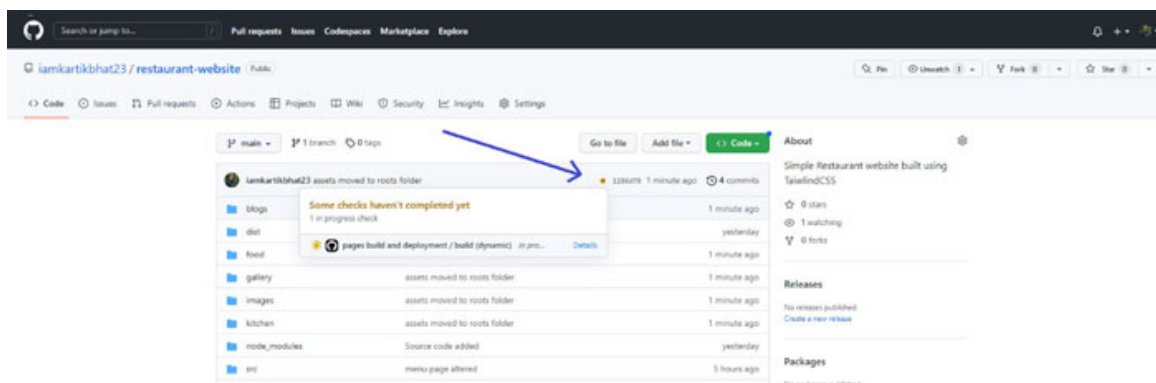 Search or jump to... / Pull requests Issues Codespaces Marketplace Explore
iamkartikbhat23 / restaurant-website Public
Pin Unwatch 1 Fork 0 Star 0
Code Issues Pull requests Actions Projects Wiki Security Insights Settings
main 1 branch 0 tags Go to file Add file Code
iamkartikbhat23 assets moved to roots folder 1 minute ago 4 commits
Some checks haven't completed yet
1 in progress check
pages build and deployment / build (dynamic) in pro... Details
blogs 1 minute ago
dist yesterday
food 1 minute ago
gallery assets moved to roots folder 1 minute ago
images assets moved to roots folder 1 minute ago
kitchen assets moved to roots folder 1 minute ago
node_modules Source code added yesterday
src menu page altered 5 hours ago
About
Simple Restaurant website built using
TaiwlindCSS
0 stars
1 watching
0 forks
Releases
No releases published
Create a new release
Packages